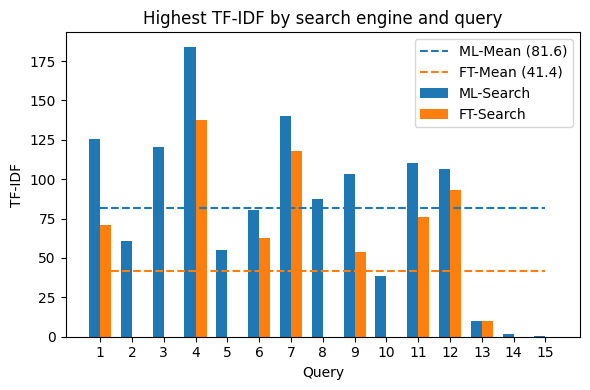 Highest TF-IDF by search engine and query
ML-Mean (81.6)
FT-Mean (41.4)
ML-Search
FT-Search
TF-IDF
175
150
125
100
75
50
25
0
1 2 3 4 5 6 7 8 9 10 11 12 13 14 15
Query